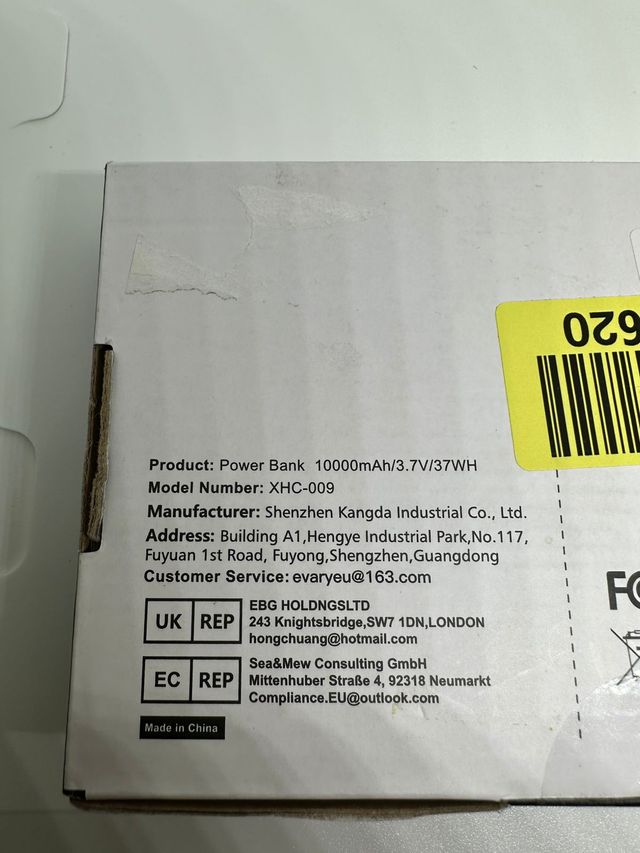 Product: Power Bank 10000mAh/3.7V/37WH
Model Number: XHC-009
Manufacturer: Shenzhen Kangda Industrial Co., Ltd.
Address: Building A1,Hengye Industrial Park,No.117,
Fuyuan 1st Road, Fuyong,Shengzhen,Guangdong
Customer Service: evaryeu@163.com
UK REP
EBG HOLDNGSLTD
243 Knightsbridge,SW7 1DN,LONDON
hongchuang@hotmail.com
EC REP
Sea&Mew Consulting GmbH
Mittenhuber Straße 4, 92318 Neumarkt
Compliance.EU@outlook.com
Made in China